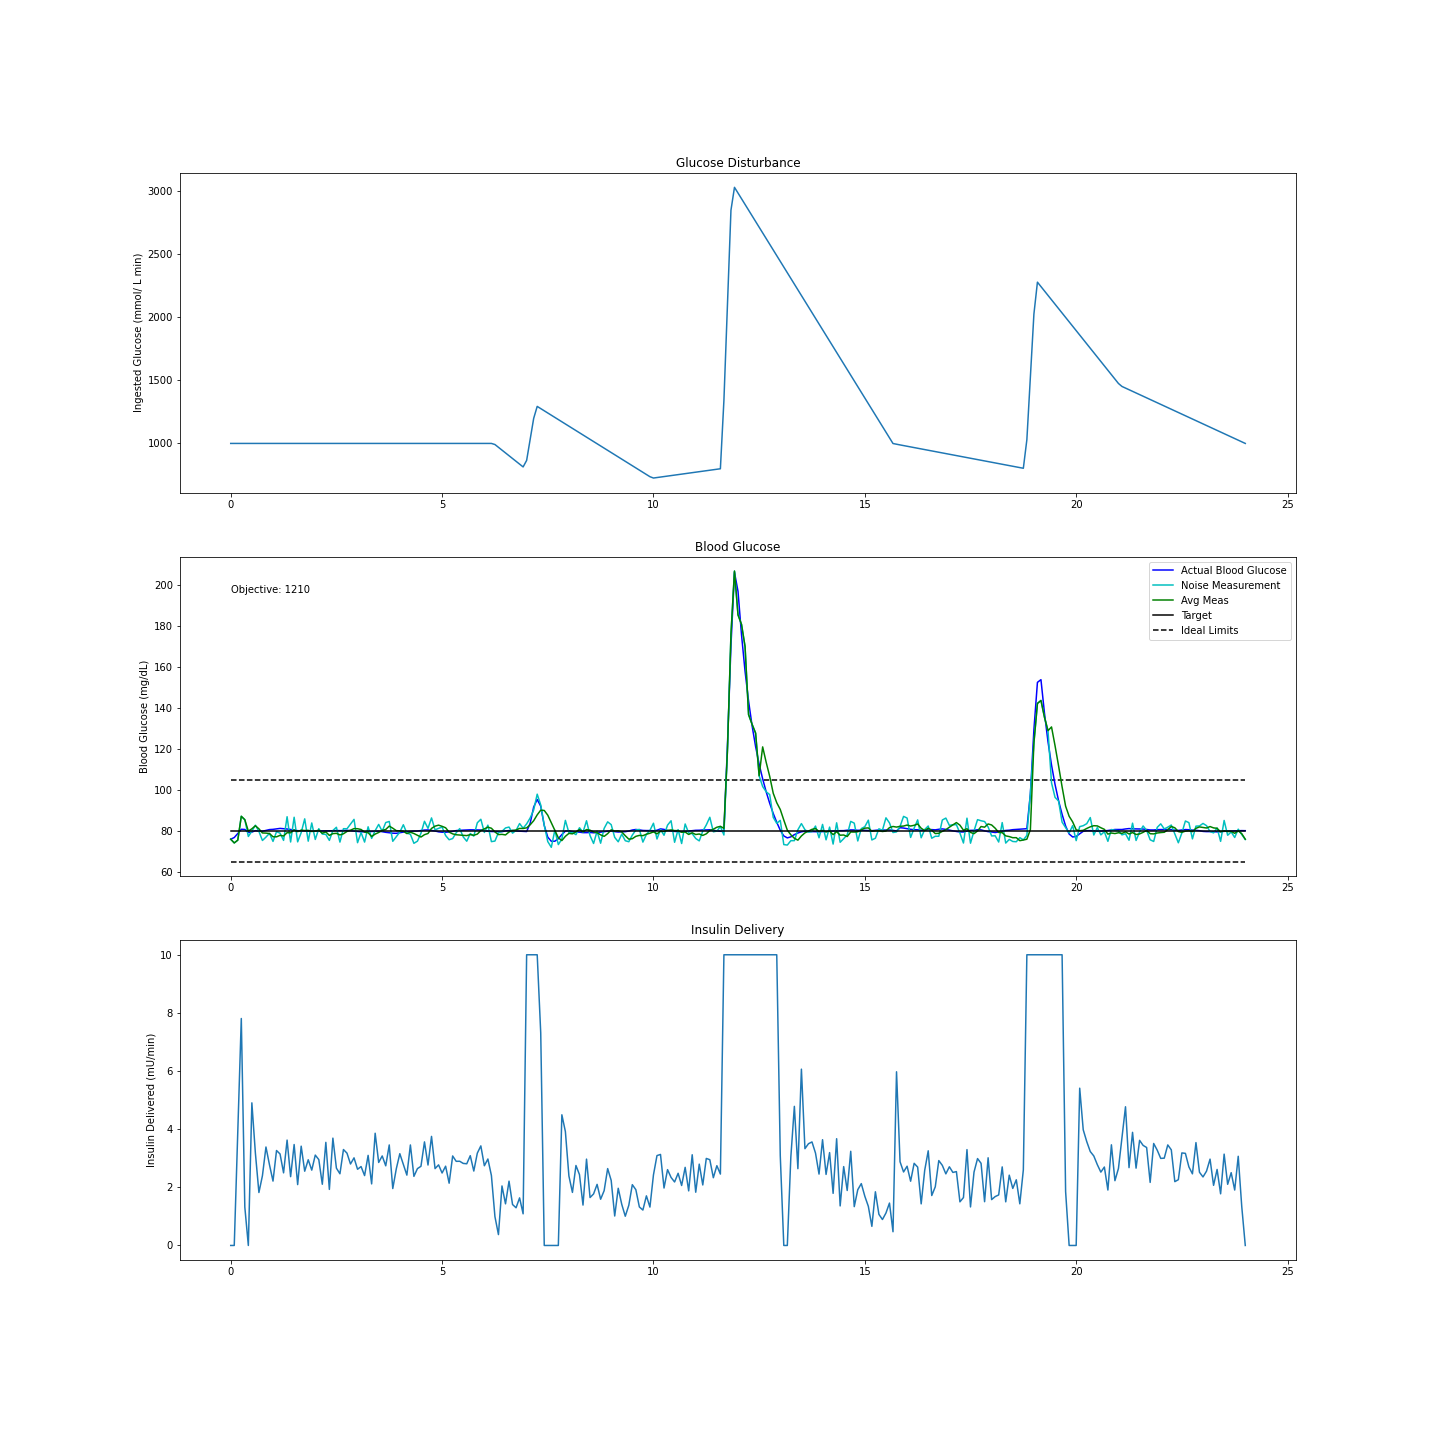 Glucose Disturbance
Ingested Glucose (mmol/ L min)
3000
2500
2000
1500
1000
0 5 10 15 20 25
Blood Glucose
Blood Glucose (mg/dL)
200
180
160
140
120
100
80
60
Objective: 1210
Actual Blood Glucose
Noise Measurement
Avg Meas
Target
Ideal Limits
0 5 10 15 20 25
Insulin Delivery
Insulin Delivered (mU/min)
10
8
6
4
2
0
0 5 10 15 20 25